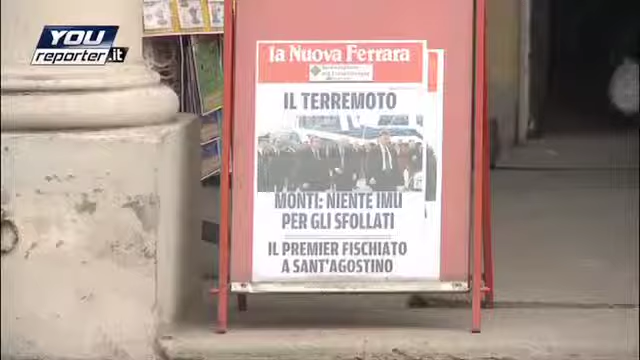 YOU
reporter.it
la Nuova Ferrara
IL TERREMOTO
MONTI: NIENTE IMU
PER GLI SFOLLATI
IL PREMIER FISCHIATO
A SANT'AGOSTINO